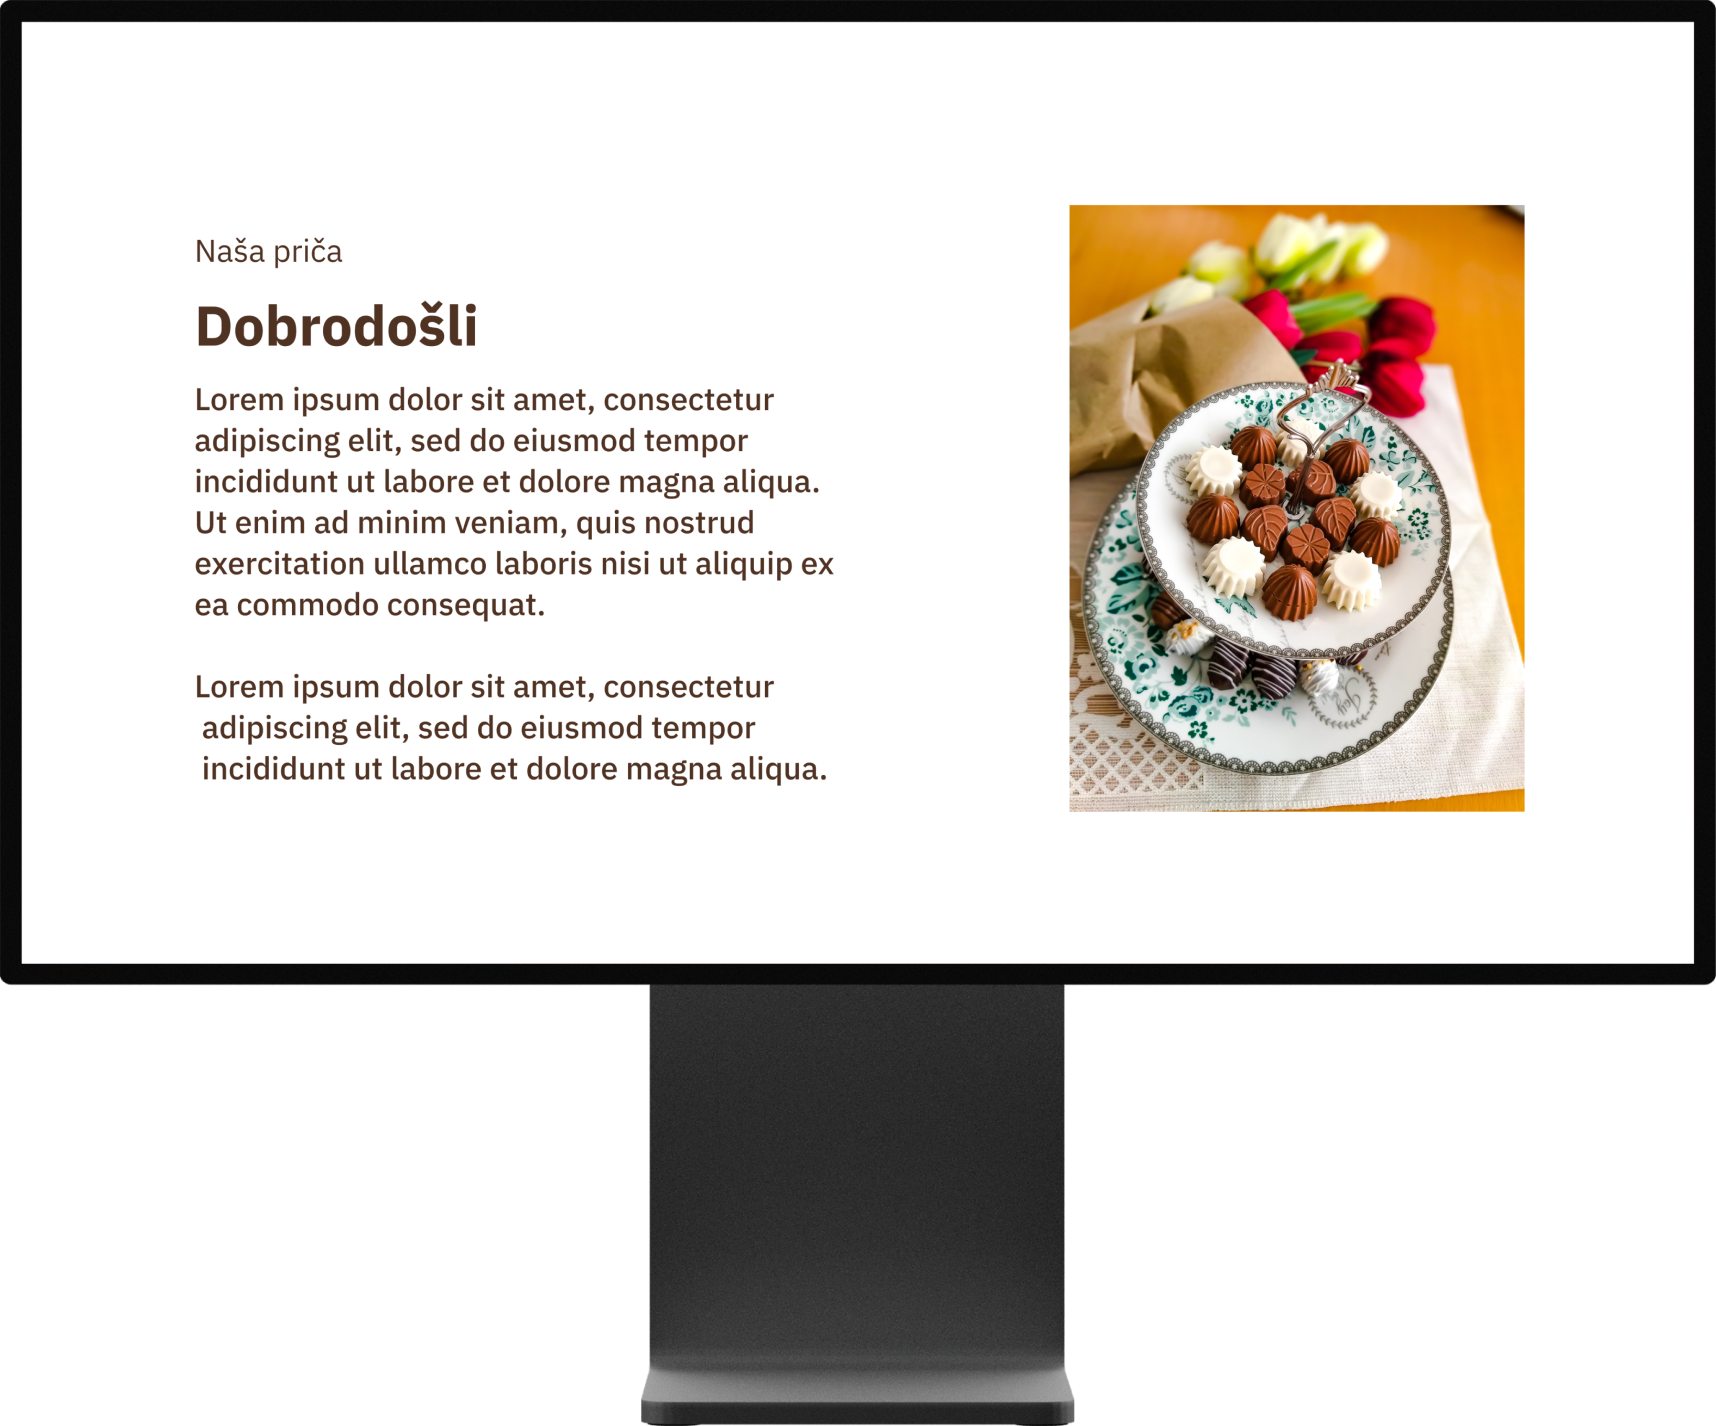 Naša priča
Dobrodošli
Lorem ipsum dolor sit amet, consectetur
adipiscing elit, sed do eiusmod tempor
incididunt ut labore et dolore magna aliqua.
Ut enim ad minim veniam, quis nostrud
exercitation ullamco laboris nisi ut aliquip ex
ea commodo consequat.
Lorem ipsum dolor sit amet, consectetur
adipiscing elit, sed do eiusmod tempor
incididunt ut labore et dolore magna aliqua.